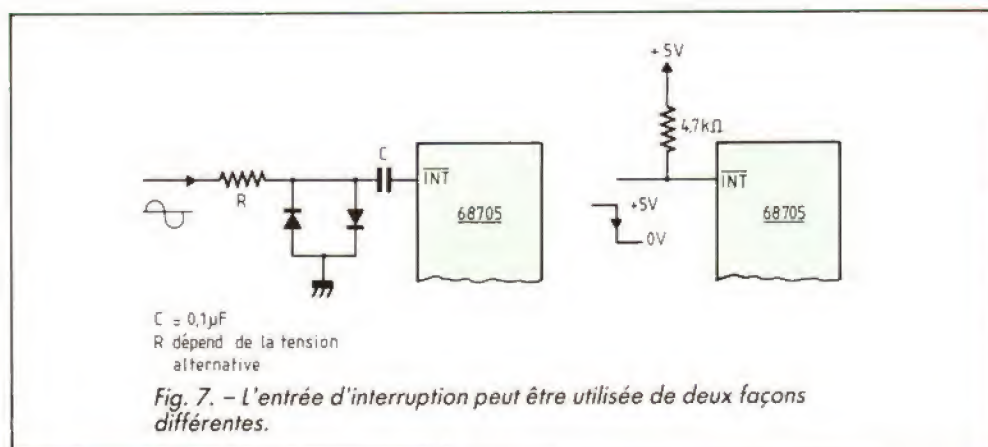 +5V
4,7kΩ
C
R
INT
68705
INT
68705
+5V
0V
C = 0,1µF
R dépend de la tension
alternative
Fig. 7. – L'entrée d'interruption peut être utilisée de deux façons
différentes.